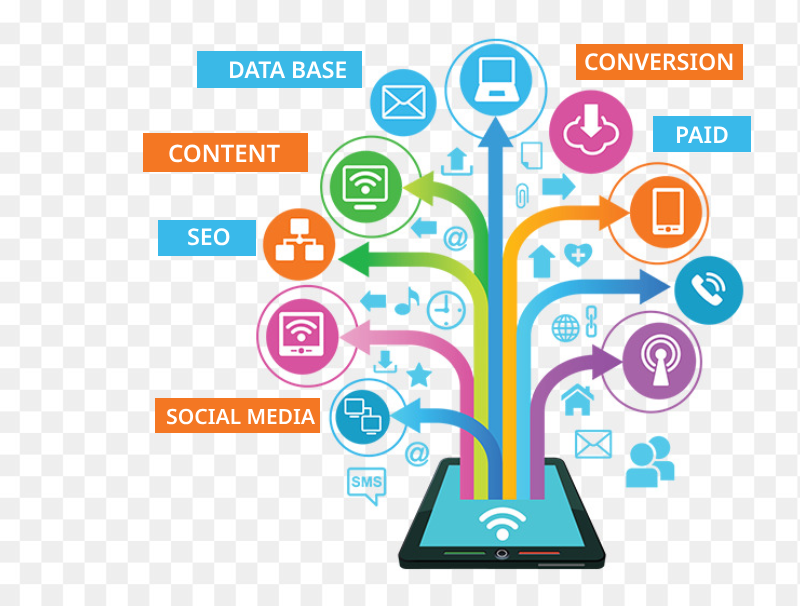 DATA BASE
CONVERSION
PAID
CONTENT
SEO
@
SOCIAL MEDIA
@
SMS